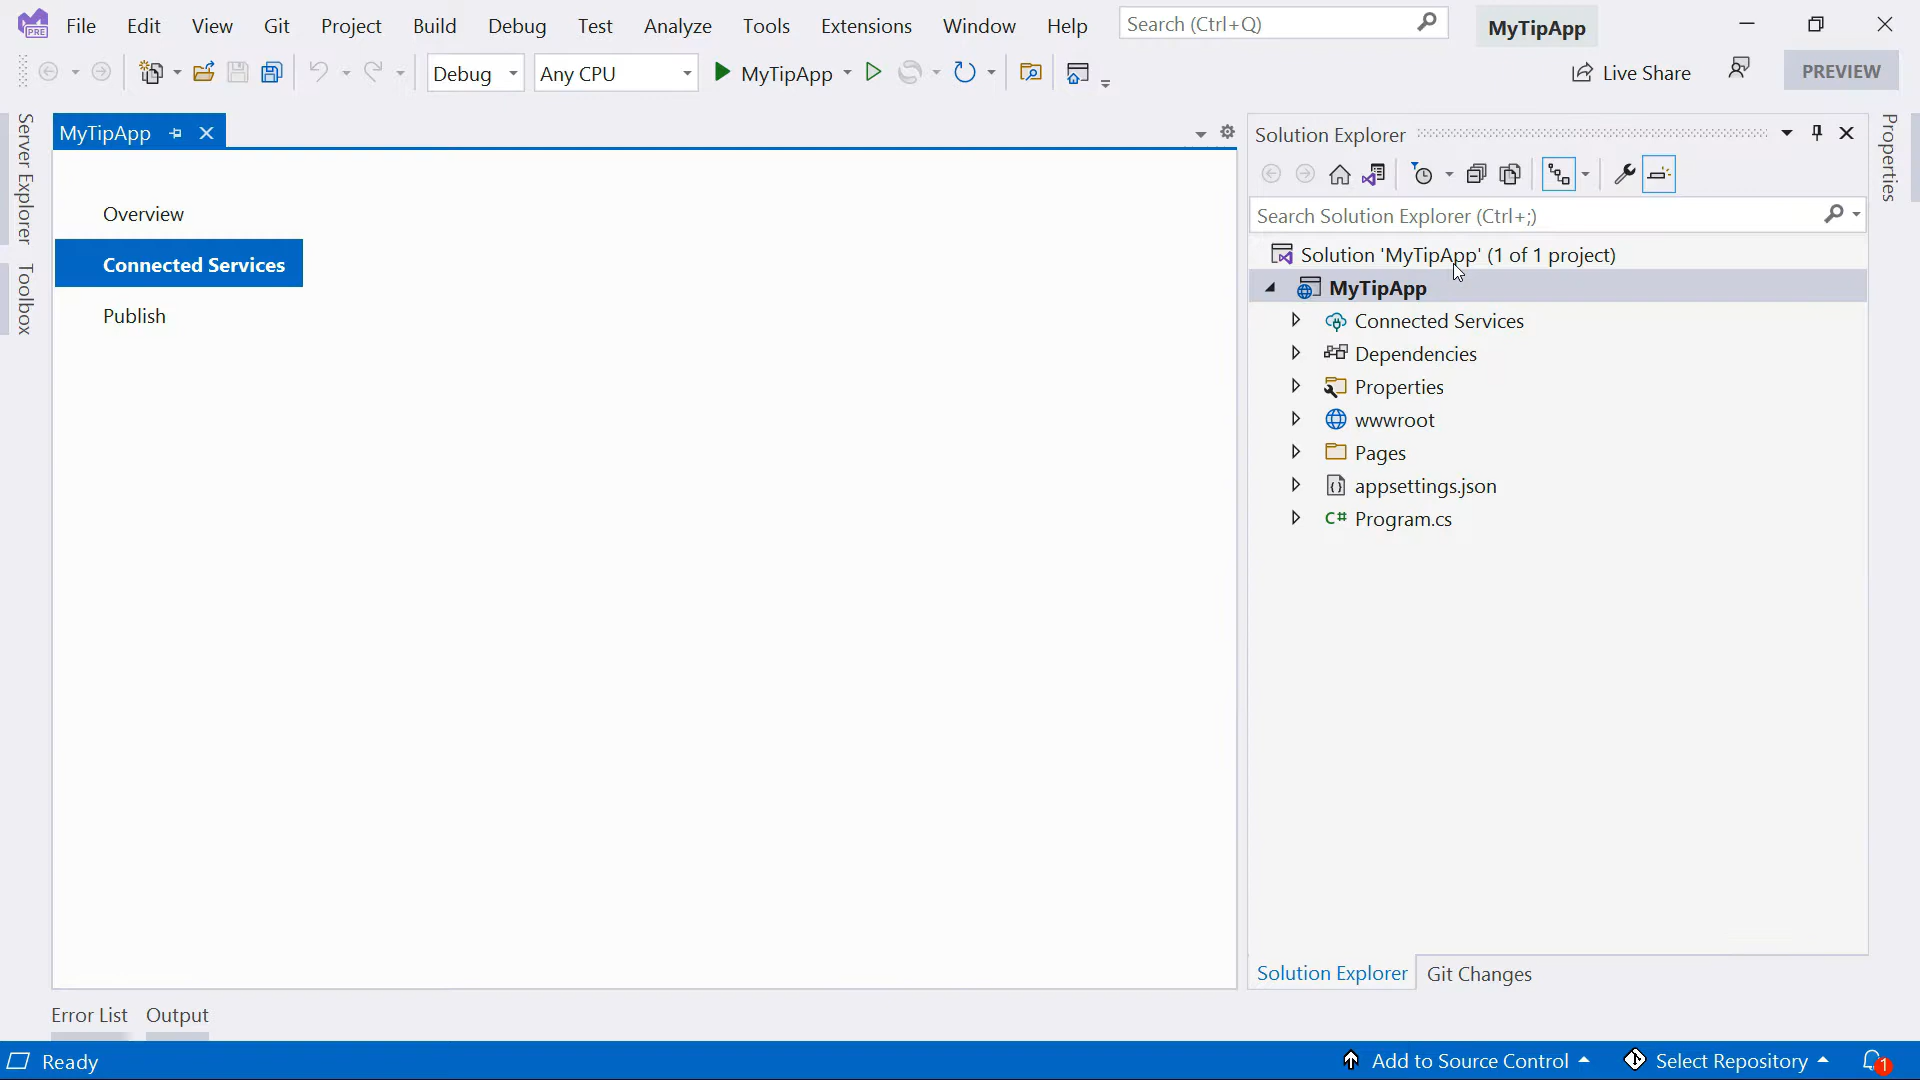 File Edit View Git Project Build Debug Test Analyze Tools Extensions Window Help Search (Ctrl+Q) MyTipApp
PRE
Debug Any CPU MyTipApp Live Share PREVIEW
Server Explorer
Toolbox
MyTipApp
Overview
Connected Services
Publish
Solution Explorer
Search Solution Explorer (Ctrl+;)
Solution 'MyTipApp' (1 of 1 project)
MyTipApp
Connected Services
Dependencies
Properties
wwwroot
Pages
appsettings.json
C# Program.cs
Solution Explorer Git Changes
Properties
Error List Output
Ready Add to Source Control Select Repository 1